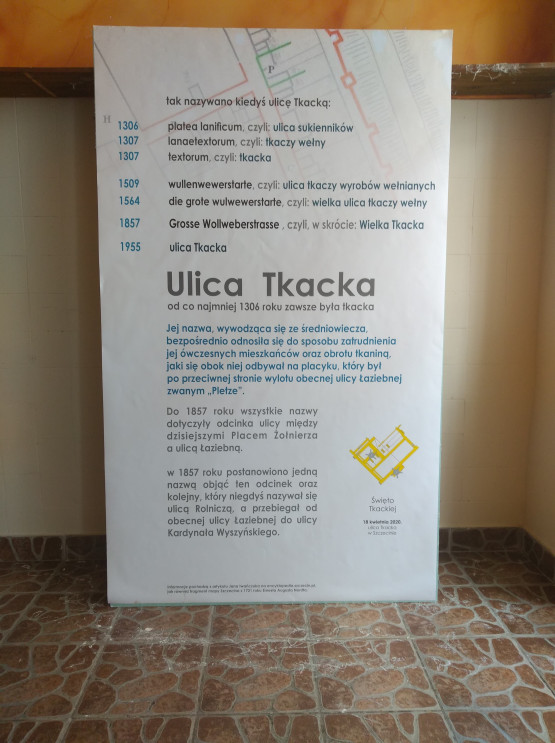 P
H
tak nazywano kiedyś ulicę Tkacką:
1306 platea lanificum, czyli: ulica sukienników
1307 lanaetextorum, czyli: tkaczy wełny
1307 textorum, czyli: tkacka
1509 wullenwewerstarte, czyli: ulica tkaczy wyrobów wełnianych
1564 die grote wulwewerstarte, czyli: wielka ulica tkaczy wełny
1857 Grosse Wollweberstrasse , czyli, w skrócie: Wielka Tkacka
1955 ulica Tkacka
Ulica Tkacka
od co najmniej 1306 roku zawsze była tkacka
Jej nazwa, wywodząca się ze średniowiecza,
bezpośrednio odnosiła się do sposobu zatrudnienia
jej ówczesnych mieszkańców oraz obrotu tkaniną,
jaki się obok niej odbywał na placyku, który był
po przeciwnej stronie wylotu obecnej ulicy Łaziebnej
zwanym „Pletze”.
Do 1857 roku wszystkie nazwy
dotyczyły odcinka ulicy między
dzisiejszymi Placem Żołnierza
a ulicą Łaziebną.
w 1857 roku postanowiono jedną
nazwą objąć ten odcinek oraz
kolejny, który niegdyś nazywał się
ulicą Rolniczą, a przebiegał od
obecnej ulicy Łaziebnej do ulicy
Kardynała Wyszyńskiego.
Święto
Tkackiej
18 kwietnia 2020,
ulica Tkacka
w Szczecinie